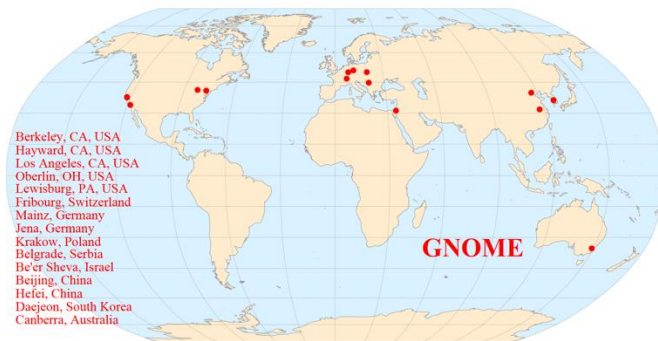 Berkeley, CA, USA
Hayward, CA, USA
Los Angeles, CA, USA
Oberlin, OH, USA
Lewisburg, PA, USA
Fribourg, Switzerland
Mainz, Germany
Jena, Germany
Krakow, Poland
Belgrade, Serbia
Be'er Sheva, Israel
Beijing, China
Hefei, China
Daejeon, South Korea
Canberra, Australia
GNOME